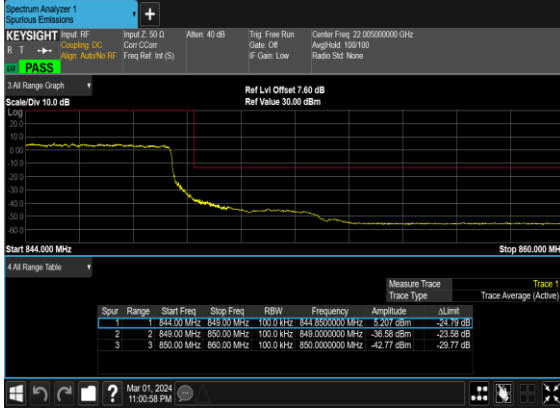 Spectrum Analyzer 1
Spurious Emissions
+
KEYSIGHT Input: RF Input Z: 50 Ω Atten: 40 dB Trig: Free Run Center Freq: 22.005000000 GHz
R T Coupling: DC Corr CCorr Gate: Off Avg|Hold: 100/100
Align: Auto/No RF Freq Ref: Int (S) IF Gain: Low Radio Std: None
PASS
3 All Range Graph
Ref Lvl Offset 7.60 dB
Scale/Div 10.0 dB Ref Value 30.00 dBm
Log
20.0
10.0
0.00
-10.0
-20.0
-30.0
-40.0
-50.0
-60.0
Start 844.000 MHz Stop 860.000 MH
4 All Range Table
Measure Trace Trace 1
Trace Type Trace Average (Active)
Spur Range Start Freq Stop Freq RBW Frequency Amplitude ΔLimit
1 1 844.00 MHz 849.00 MHz 100.0 kHz 844.8500000 MHz 5.207 dBm -24.79 dB
2 2 849.00 MHz 850.00 MHz 100.0 kHz 849.0000000 MHz -36.58 dBm -23.58 dB
3 3 850.00 MHz 860.00 MHz 100.0 kHz 850.0000000 MHz -42.77 dBm -29.77 dB
? Mar 01, 2024
11:00:58 PM